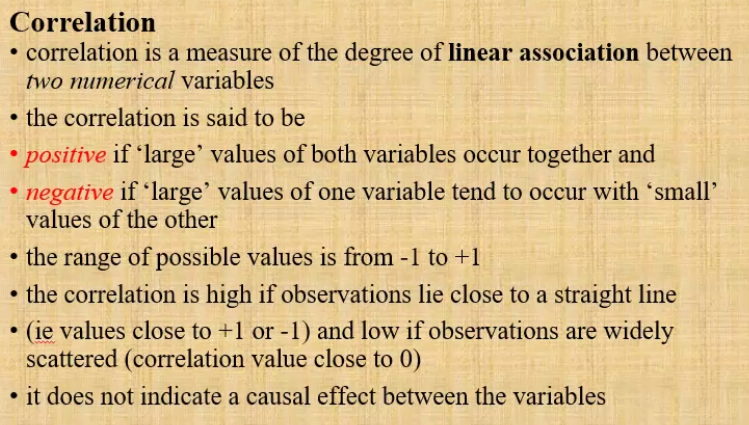 Correlation
• correlation is a measure of the degree of linear association between
two numerical variables
• the correlation is said to be
• positive if ‘large’ values of both variables occur together and
• negative if ‘large’ values of one variable tend to occur with ‘small’
values of the other
• the range of possible values is from -1 to +1
• the correlation is high if observations lie close to a straight line
• (ie values close to +1 or -1) and low if observations are widely
scattered (correlation value close to 0)
• it does not indicate a causal effect between the variables